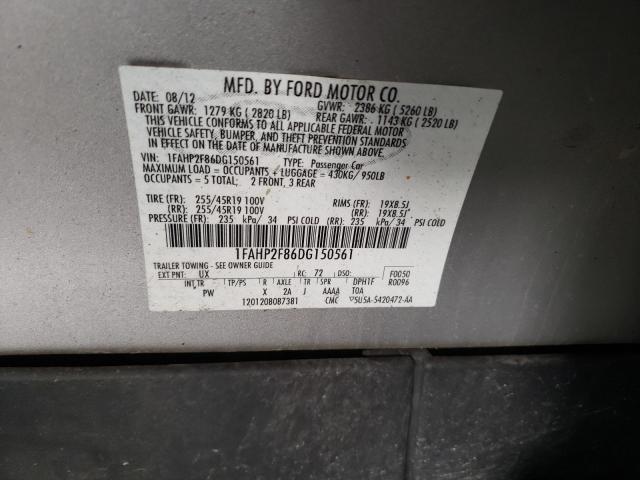 MFD. BY FORD MOTOR CO.
DATE: 08/12 GVWR: 2386 KG ( 5260 LB)
FRONT GAWR: 1279 KG ( 2820 LB) REAR GAWR: 1143 KG ( 2520 LB)
THIS VEHICLE CONFORMS TO ALL APPLICABLE FEDERAL MOTOR
VEHICLE SAFETY, BUMPER, AND THEFT PREVENTION STANDARDS
IN EFFECT ON THE DATE OF MANUFACTURE SHOWN ABOVE.
VIN: 1FAHP2F86DG150561 TYPE: Passenger Car
MAXIMUM LOAD = OCCUPANTS + LUGGAGE = 430KG/950LB
OCCUPANTS = 5 TOTAL; 2 FRONT, 3 REAR
TIRE (FR): 255/45R19 100V RIMS (FR): 19X8.5J
(RR): 255/45R19 100V (RR): 19X8.5J
PRESSURE (FR): 235 kPa/ 34 PSI COLD (RR): 235 kPa/ 34 PSI COLD
1FAHP2F86DG150561
TRAILER TOWING - SEE OWNER GUIDE
EXT PNT: UX RC: 72 DSO: F0050
INT TR TP/PS R AXLE TR SPR DPHTF R0096
PW X 2A J AAAA TOA
1201208087381 CMC 5U5A-5420472-AA